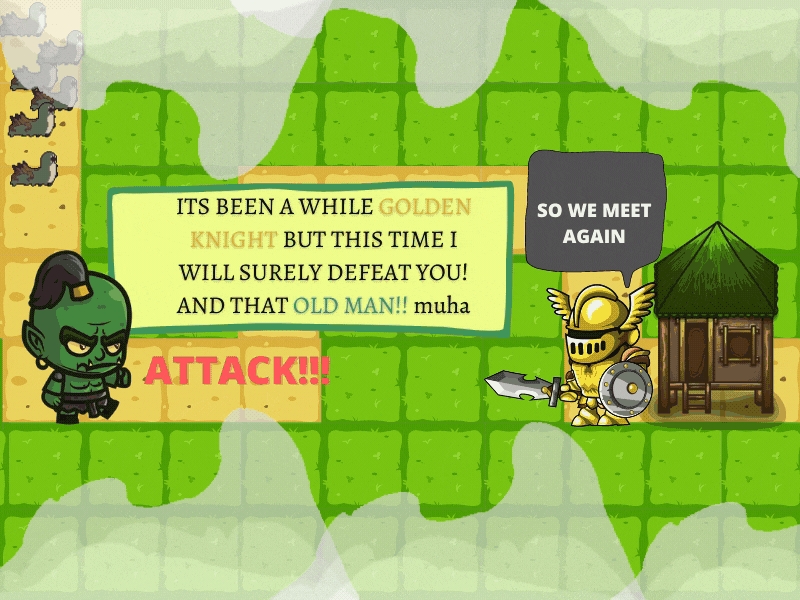 ITS BEEN A WHILE GOLDEN
KNIGHT BUT THIS TIME I
WILL SURELY DEFEAT YOU!
AND THAT OLD MAN!! muha
SO WE MEET
AGAIN
ATTACK!!!